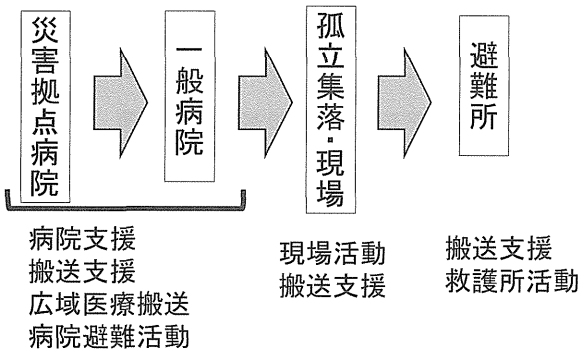 災害拠点病院
一般病院
孤立集落・現場
避難所
病院支援
搬送支援
広域医療搬送
病院避難活動
現場活動
搬送支援
搬送支援
救護所活動